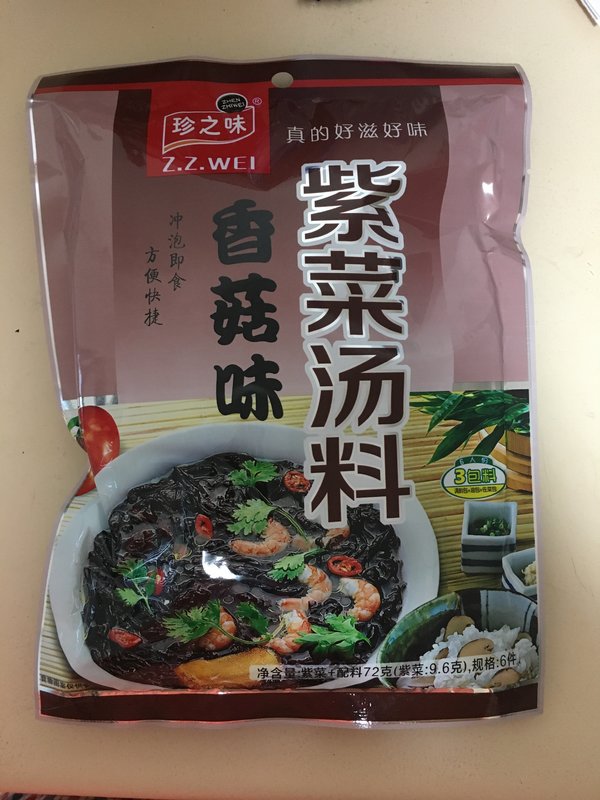 ZHEN
ZHIWEI
®
珍之味
Z.Z.WEI
真的好滋好味
紫菜汤料
香菇味
冲泡即食
方便快捷
3包料
净含量:紫菜+配料72克(紫菜:9.6克),规格:6件